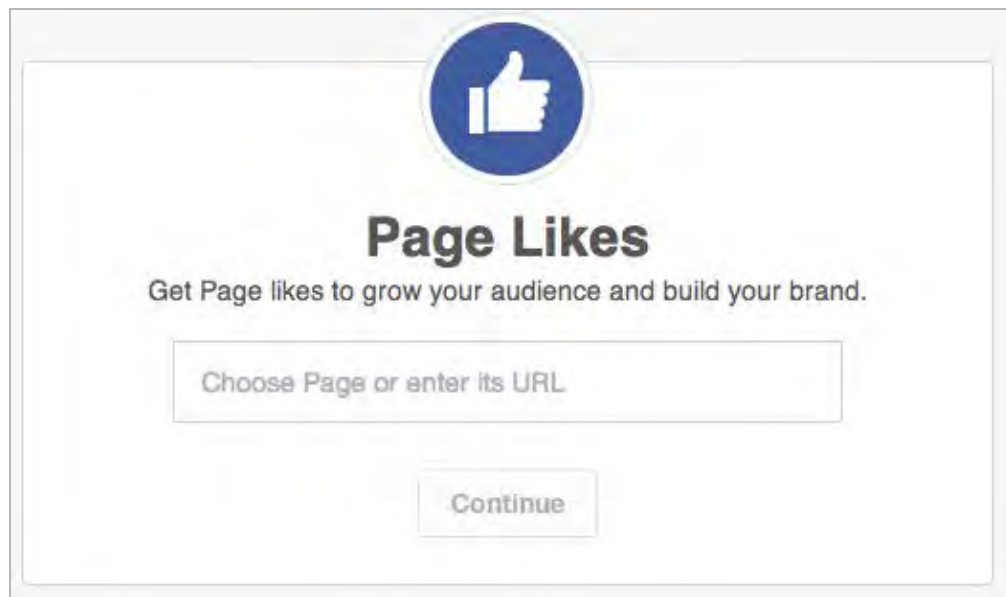 Page Likes
Get Page likes to grow your audience and build your brand.
Choose Page or enter its URL
Continue